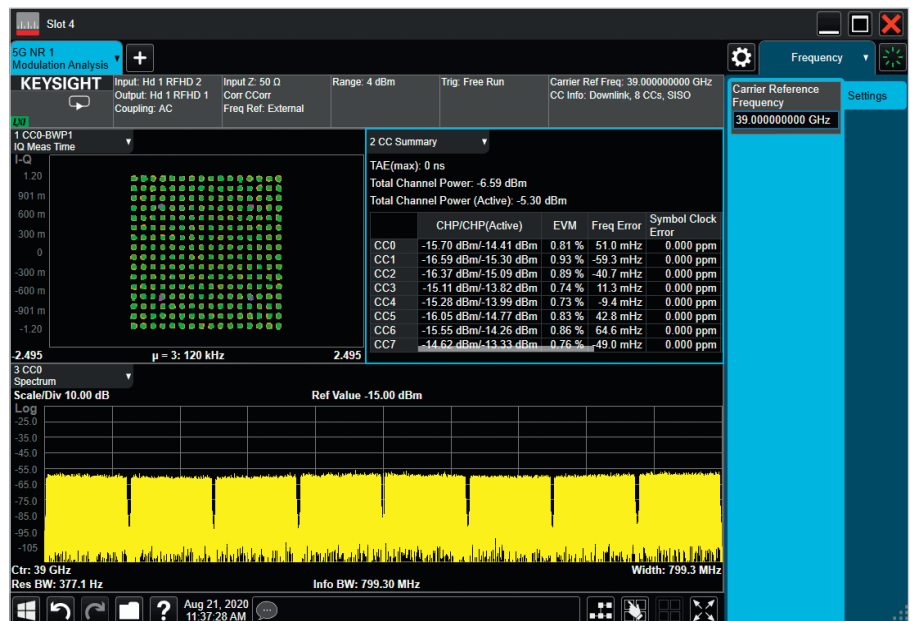 Slot 4
5G NR 1
Modulation Analysis
+
Frequency
KEYSIGHT
LXI
Input: Hd 1 RFHD 2
Output: Hd 1 RFHD 1
Coupling: AC
Input Z: 50 Ω
Corr CCorr
Freq Ref: External
Range: 4 dBm
Trig: Free Run
Carrier Ref Freq: 39.000000000 GHz
CC Info: Downlink, 8 CCs, SISO
Carrier Reference
Frequency
39.000000000 GHz
Settings
1 CC0-BWP1
IQ Meas Time
I-Q
1.20
901 m
600 m
300 m
0
-300 m
-600 m
-901 m
-1.20
-2.495 µ = 3: 120 kHz 2.495
2 CC Summary
TAE(max): 0 ns
Total Channel Power: -6.59 dBm
Total Channel Power (Active): -5.30 dBm
CHP/CHP(Active) EVM Freq Error Symbol Clock Error
CC0 -15.70 dBm/-14.41 dBm 0.81 % 51.0 mHz 0.000 ppm
CC1 -16.59 dBm/-15.30 dBm 0.93 % -59.3 mHz 0.000 ppm
CC2 -16.37 dBm/-15.09 dBm 0.89 % -40.7 mHz 0.000 ppm
CC3 -15.11 dBm/-13.82 dBm 0.74 % 11.3 mHz 0.000 ppm
CC4 -15.28 dBm/-13.99 dBm 0.73 % -9.4 mHz 0.000 ppm
CC5 -16.05 dBm/-14.77 dBm 0.83 % 42.8 mHz 0.000 ppm
CC6 -15.55 dBm/-14.26 dBm 0.86 % 64.6 mHz 0.000 ppm
CC7 -14.62 dBm/-13.33 dBm 0.76 % -49.0 mHz 0.000 ppm
3 CC0
Spectrum
Scale/Div 10.00 dB Ref Value -15.00 dBm
Log
-25.0
-35.0
-45.0
-55.0
-65.0
-75.0
-85.0
-95.0
-105
Ctr: 39 GHz Width: 799.3 MHz
Res BW: 377.1 Hz Info BW: 799.30 MHz
?
Aug 21, 2020
11:37:28 AM